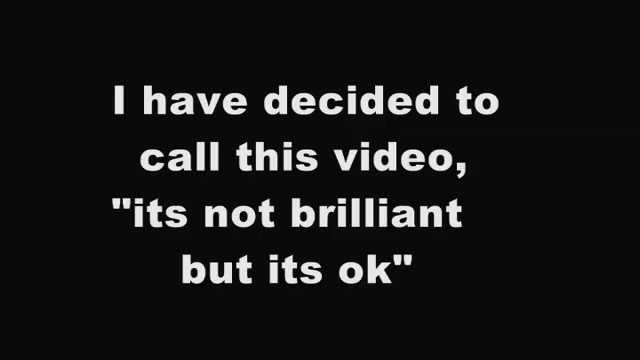 I have decided to
call this video,
"its not brilliant
but its ok"